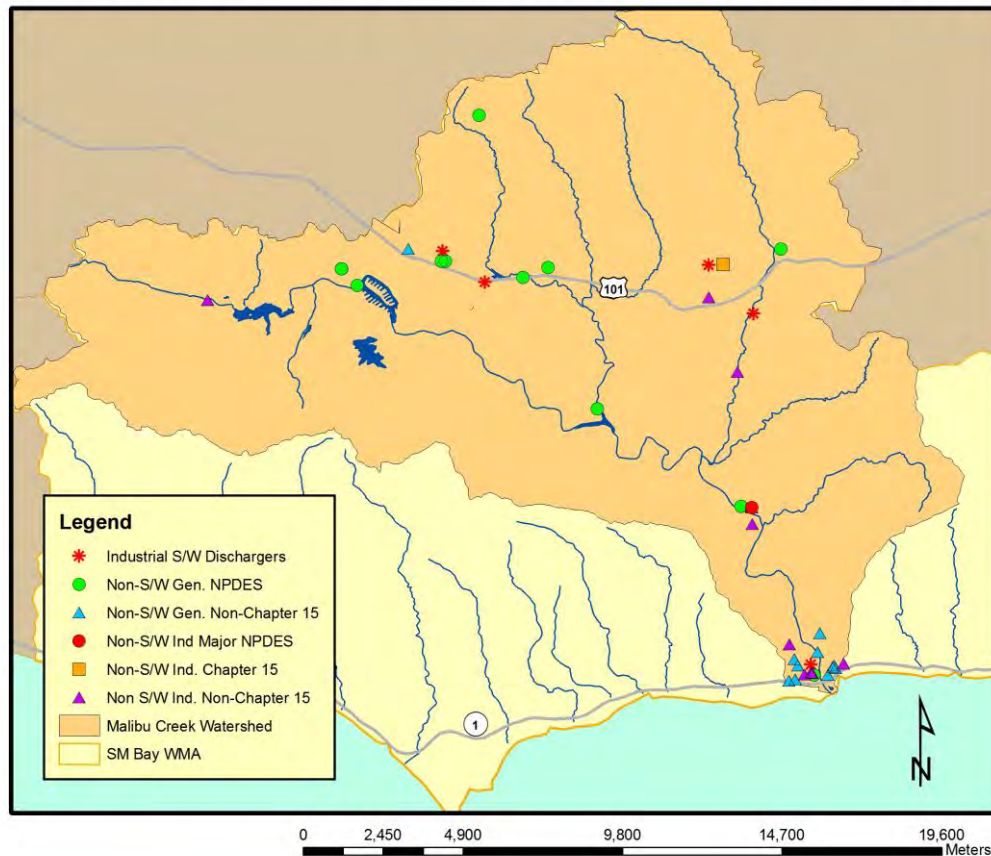 101
Legend
Industrial S/W Dischargers
Non-S/W Gen. NPDES
Non-S/W Gen. Non-Chapter 15
Non-S/W Ind Major NPDES
Non-S/W Ind. Chapter 15
Non S/W Ind. Non-Chapter 15
Malibu Creek Watershed
SM Bay WMA
1
N
0 2,450 4,900 9,800 14,700 19,600
Meters